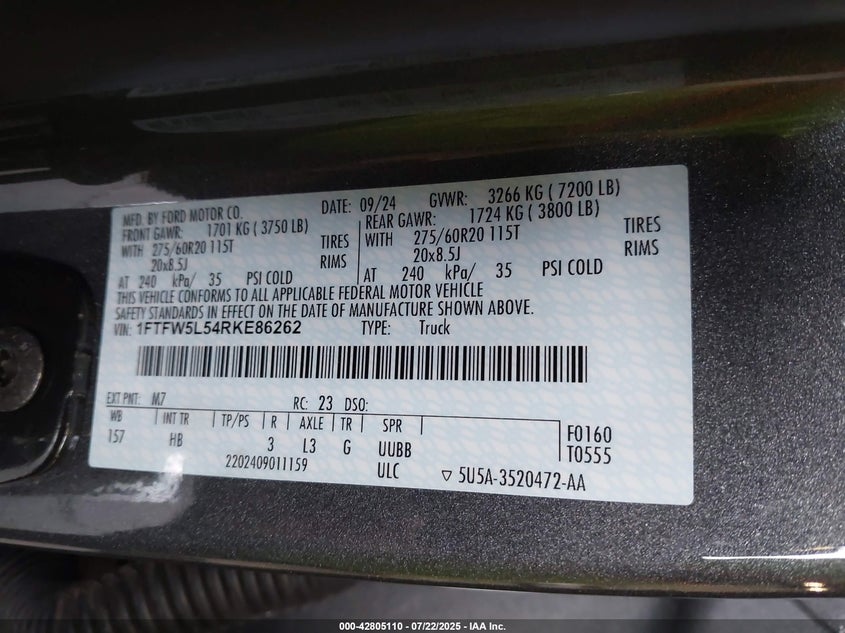 MFD. BY FORD MOTOR CO. DATE: 09/24 GVWR: 3266 KG ( 7200 LB)
FRONT GAWR: 1701 KG ( 3750 LB) REAR GAWR: 1724 KG ( 3800 LB)
WITH 275/60R20 115T TIRES WITH 275/60R20 115T TIRES
20x8.5J RIMS 20x8.5J RIMS
AT 240 kPa/ 35 PSI COLD AT 240 kPa/ 35 PSI COLD
THIS VEHICLE CONFORMS TO ALL APPLICABLE FEDERAL MOTOR VEHICLE
SAFETY STANDARDS IN EFFECT ON THE DATE OF MANUFACTURE SHOWN ABOVE.
VIN: 1FTFW5L54RKE86262 TYPE: Truck
EXT PNT: M7 RC: 23 DSO:
WB INT TR TP/PS R AXLE TR SPR
157 HB 3 L3 G UUBB F0160
2202409011159 ULC T0555
5U5A-3520472-AA
000-42805110 - 07/22/2025 - IAA Inc.